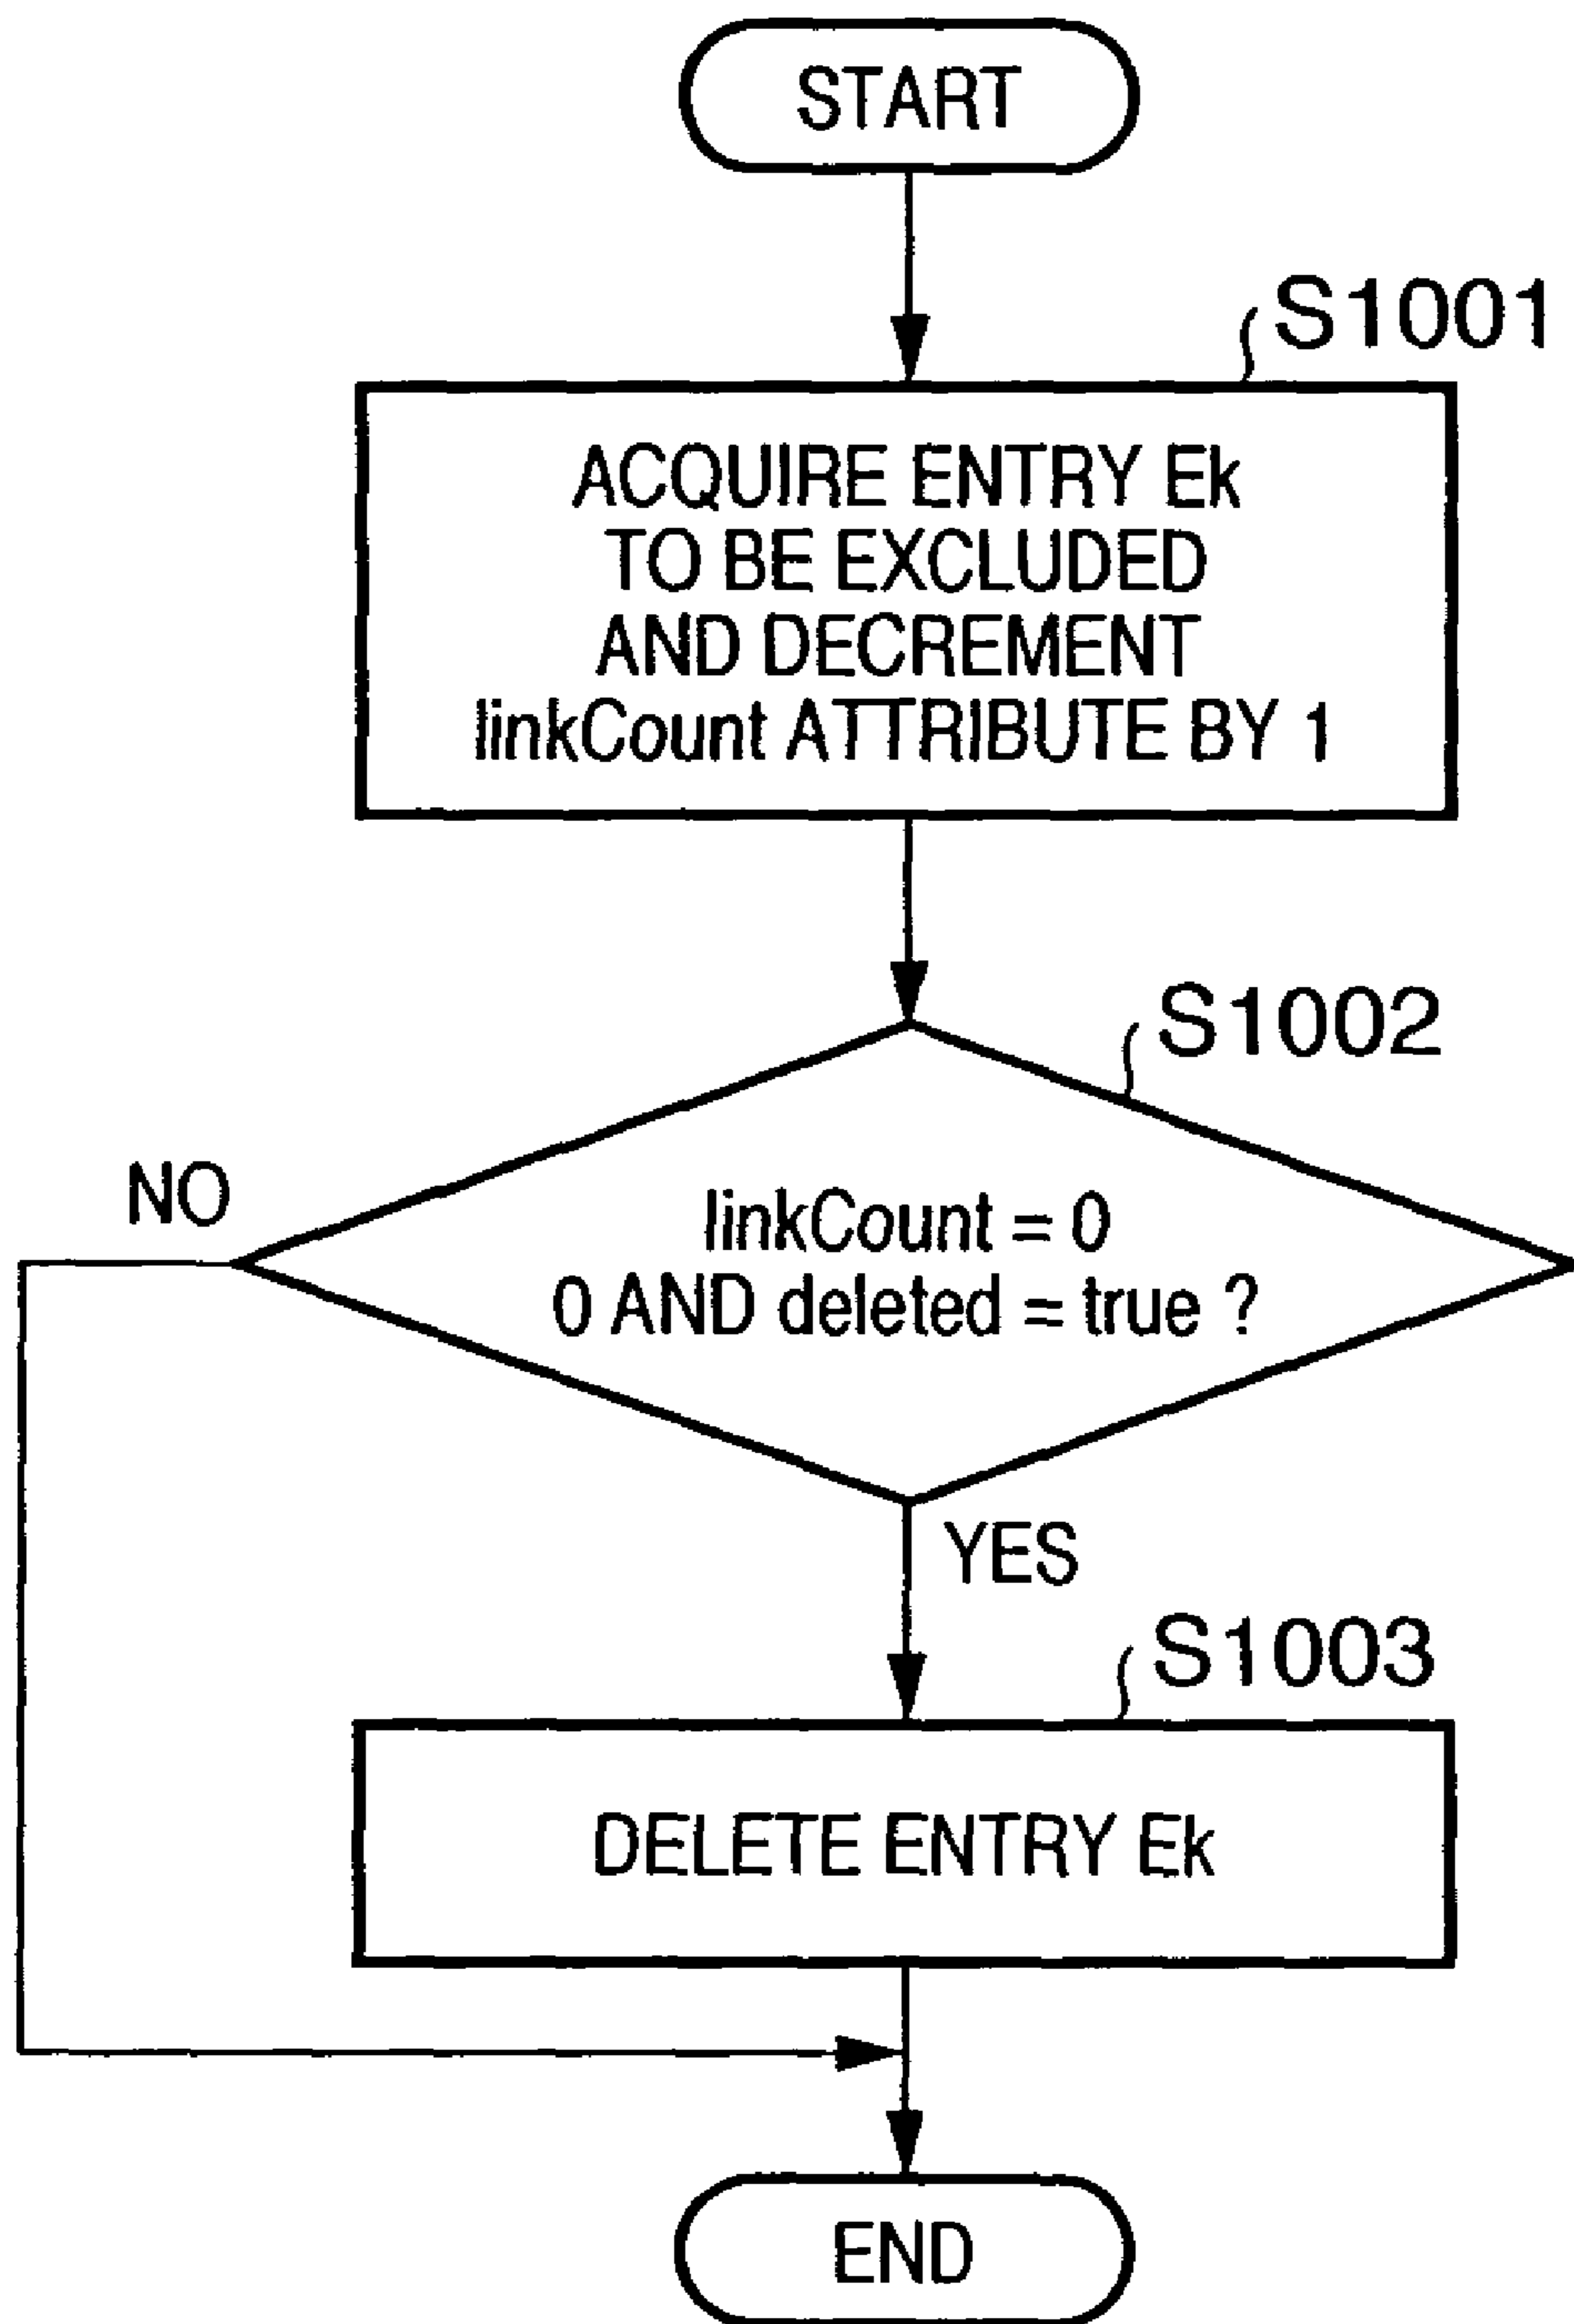 START
S1001
ACQUIRE ENTRY Ek
TO BE EXCLUDED
AND DECREMENT
linkCount ATTRIBUTE BY 1
S1002
NO
linkCount = 0
0 AND deleted = true ?
YES
S1003
DELETE ENTRY Ek
END